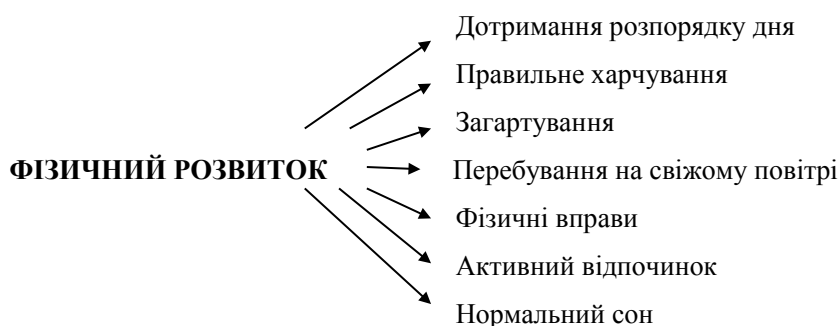 Дотримання розпорядку дня
Правильне харчування
Загартування
ФІЗИЧНИЙ РОЗВИТОК
Перебування на свіжому повітрі
Фізичні вправи
Активний відпочинок
Нормальний сон